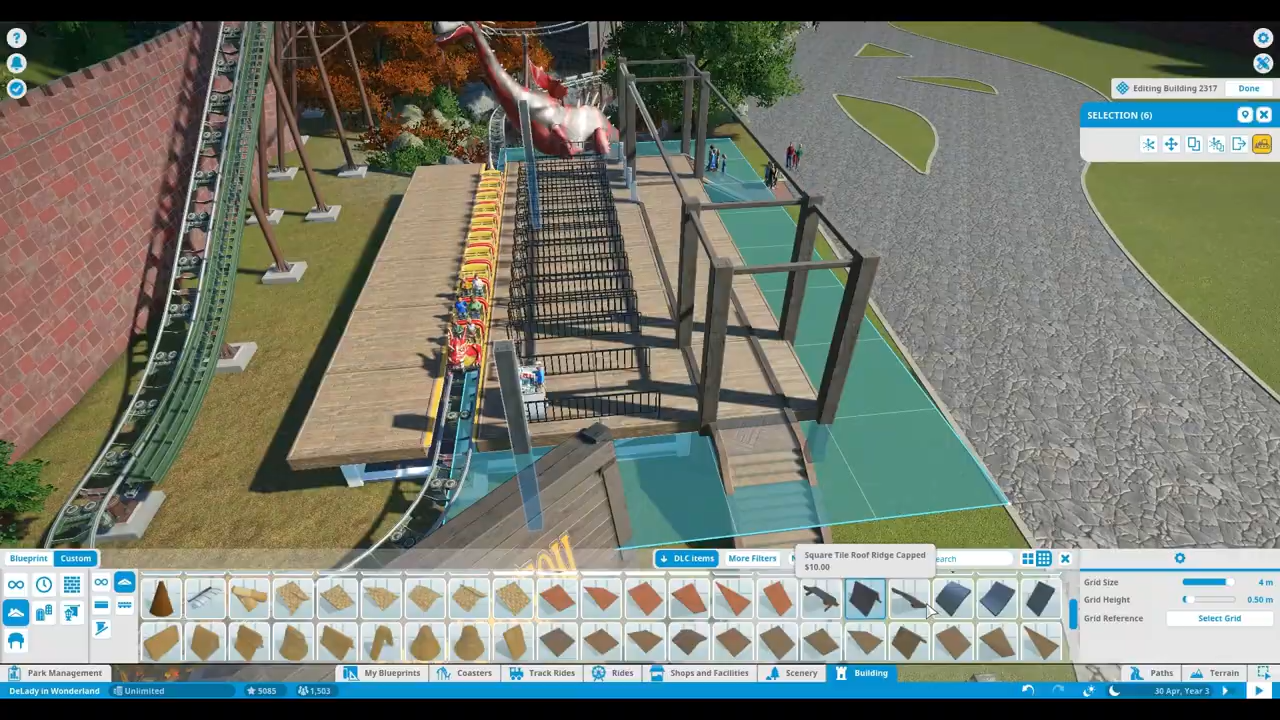 Editing Building 2317
Done
SELECTION (6)
Blueprint
Custom
DLC items
More Filters
Square Tile Roof Ridge Capped
$10.00
earch
Grid Size
4 m
Grid Height
0.50 m
Grid Reference
Select Grid
Park Management
My Blueprints
Coasters
Track Rides
Rides
Shops and Facilities
Scenery
Building
Paths
Terrain
DeLady in Wonderland
Unlimited
5085
1,503
30 Apr, Year 3